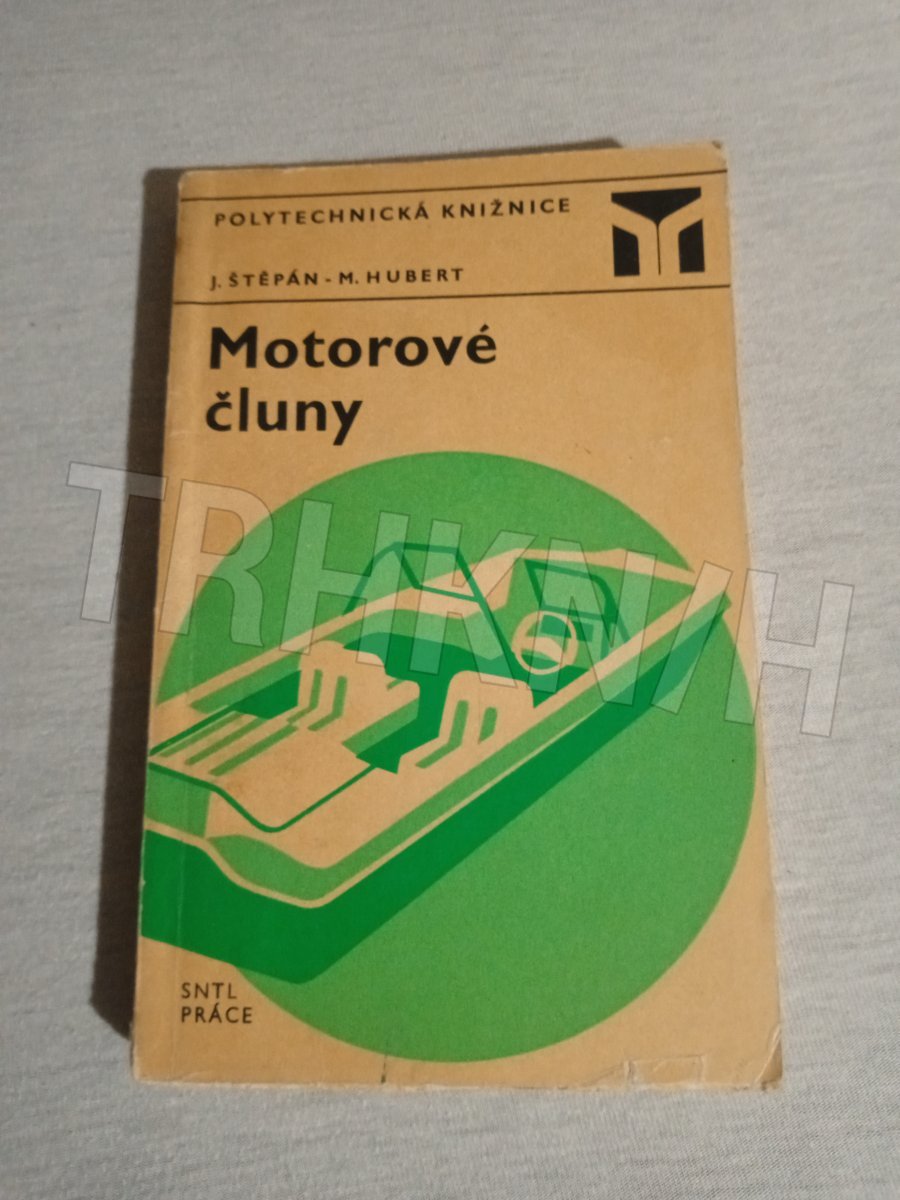 POLYTECHNICKÁ KNIŽNICE
J. ŠTĚPÁN - M. HUBERT
Motorové
čluny
TRHKNIH
SNTL
PRÁCE